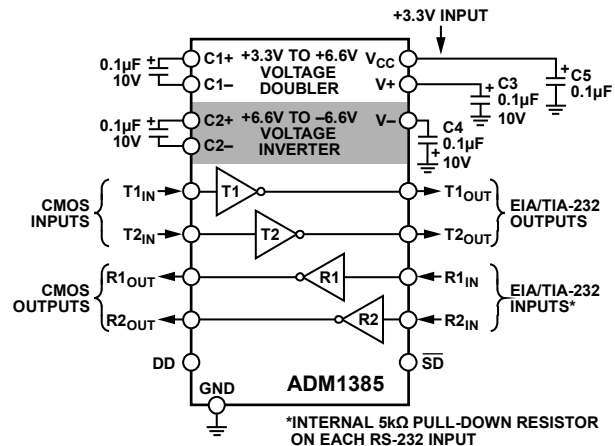 +3.3V INPUT
0.1µF
10V
+
C1+
C1–
+3.3V TO +6.6V
VOLTAGE
DOUBLER
VCC
V+
+
C3
0.1µF
10V
+
C5
0.1µF
0.1µF
10V
+
C2+
C2–
+6.6V TO –6.6V
VOLTAGE
INVERTER
V–
C4
0.1µF
+
10V
CMOS
INPUTS
T1IN
T2IN
T1
T2
T1OUT
T2OUT
EIA/TIA-232
OUTPUTS
CMOS
OUTPUTS
R1OUT
R2OUT
R1
R2
R1IN
R2IN
EIA/TIA-232
INPUTS*
DD
SD
GND
ADM1385
*INTERNAL 5kΩ PULL-DOWN RESISTOR
ON EACH RS-232 INPUT